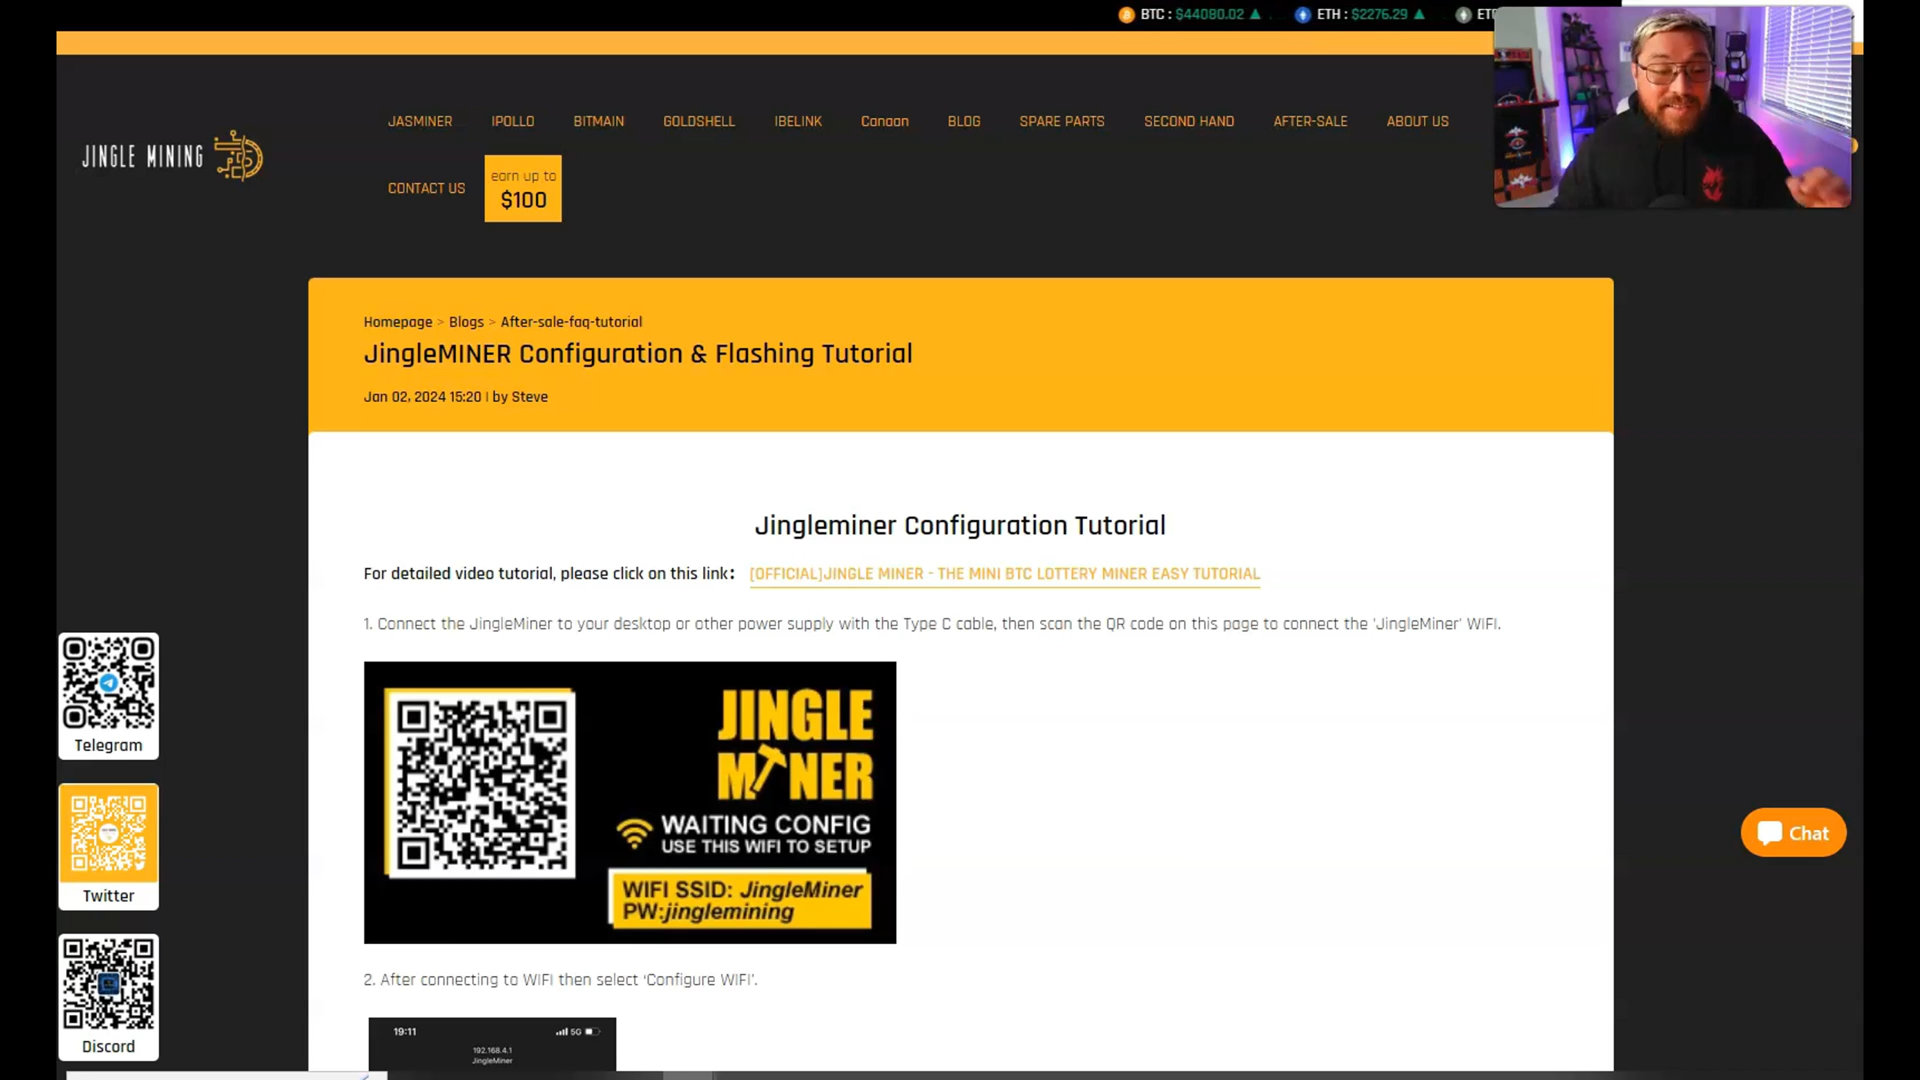 BTC : $44080.02
ETH : $2276.29
JASMINER
IPOLLO
BITMAIN
GOLDSHELL
IBELINK
Canaan
BLOG
SPARE PARTS
SECOND HAND
AFTER-SALE
ABOUT US
JINGLE MINING
CONTACT US
earn up to
$100
Homepage > Blogs > After-sale-faq-tutorial
JingleMINER Configuration & Flashing Tutorial
Jan 02, 2024 15:20 | by Steve
Jingleminer Configuration Tutorial
For detailed video tutorial, please click on this link: [OFFICIAL]JINGLE MINER - THE MINI BTC LOTTERY MINER EASY TUTORIAL
1. Connect the JingleMiner to your desktop or other power supply with the Type C cable, then scan the QR code on this page to connect the 'JingleMiner' WIFI.
JINGLE
MINER
WAITING CONFIG
USE THIS WIFI TO SETUP
WIFI SSID: JingleMiner
PW:jinglemining
Telegram
Twitter
Discord
Chat
2. After connecting to WIFI then select 'Configure WIFI'.
19:11
5G
192.168.4.1
JingleMiner